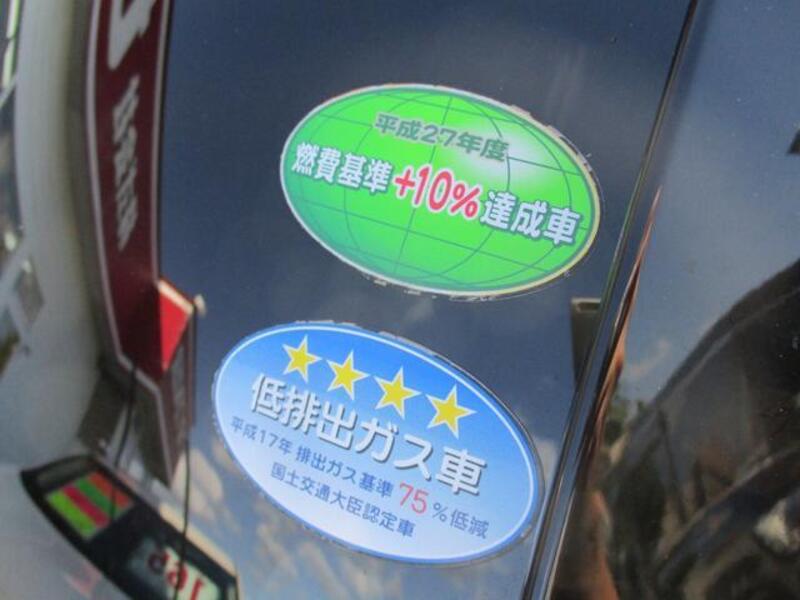 平成27年度
燃費基準+10%達成車
★★★★
低排出ガス車
平成17年 排出ガス基準 75%低減
国土交通大臣認定車